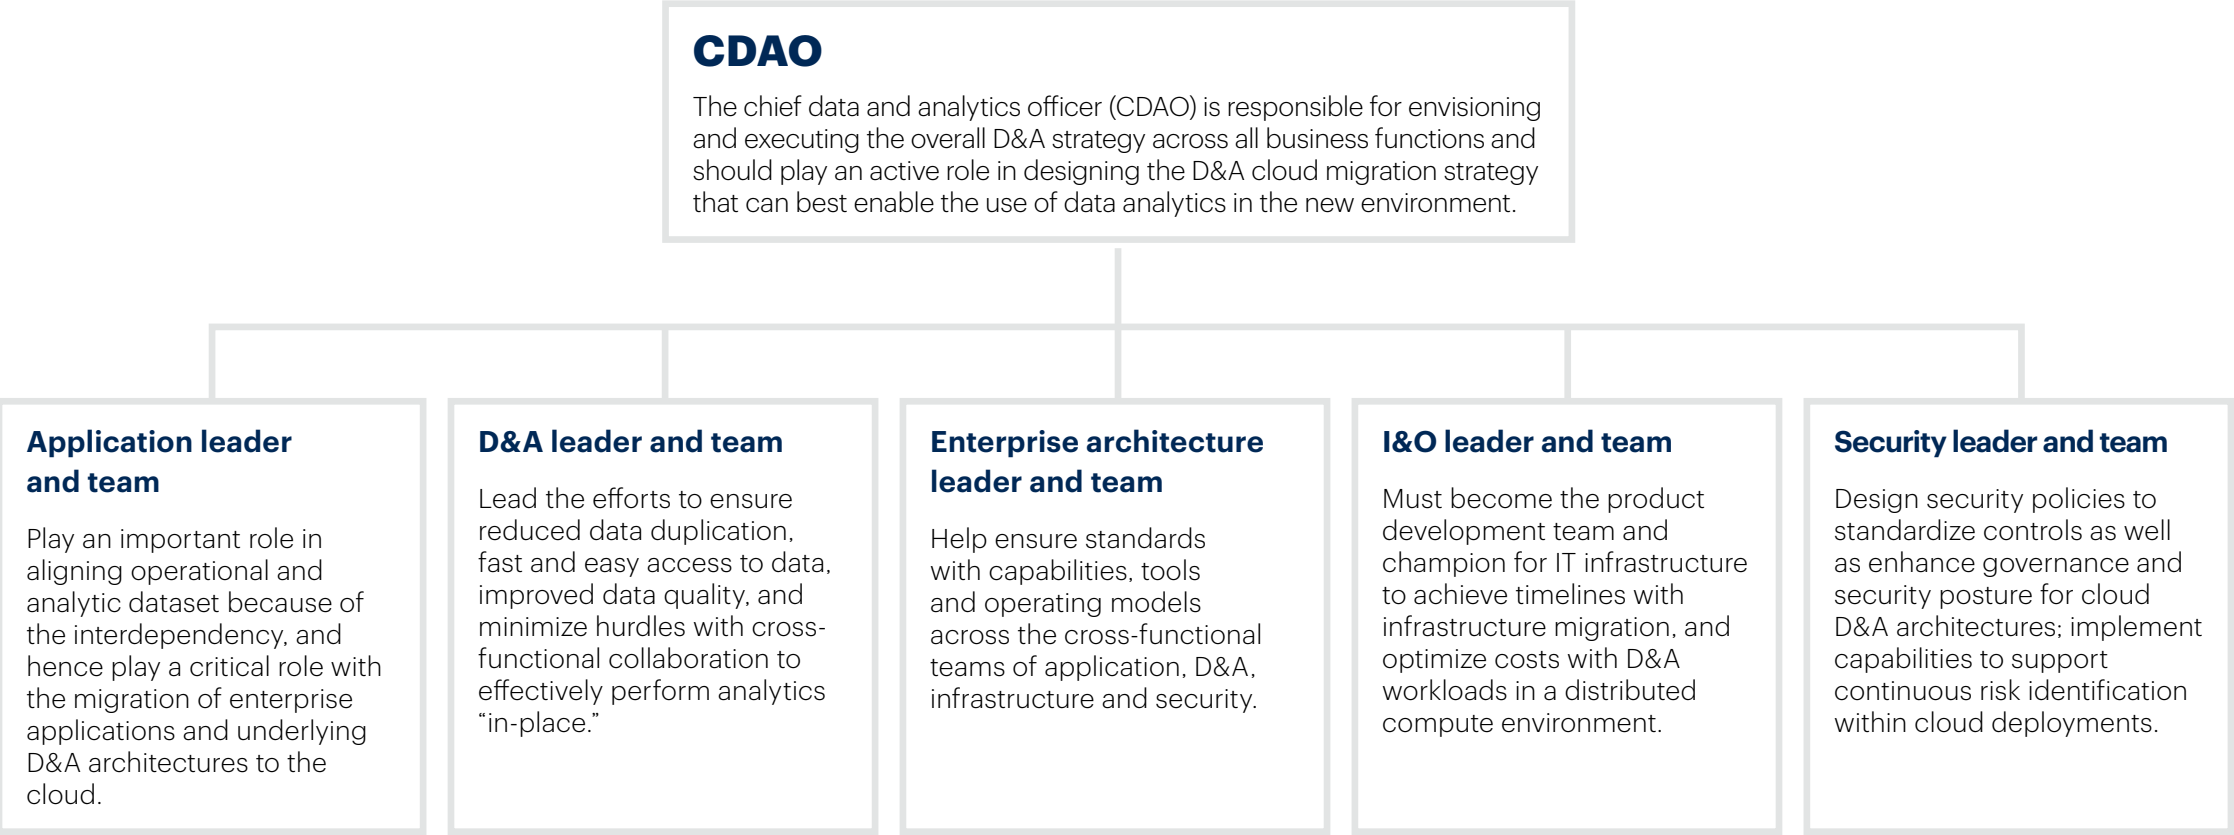 CDAO
The chief data and analytics officer (CDAO) is responsible for envisioning
and executing the overall D&A strategy across all business functions and
should play an active role in designing the D&A cloud migration strategy
that can best enable the use of data analytics in the new environment.
Application leader
and team
Play an important role in
aligning operational and
analytic dataset because of
the interdependency, and
hence play a critical role with
the migration of enterprise
applications and underlying
D&A architectures to the
cloud.
D&A leader and team
Lead the efforts to ensure
reduced data duplication,
fast and easy access to data,
improved data quality, and
minimize hurdles with cross-
functional collaboration to
effectively perform analytics
“in-place.”
Enterprise architecture
leader and team
Help ensure standards
with capabilities, tools
and operating models
across the cross-functional
teams of application, D&A,
infrastructure and security.
I&O leader and team
Must become the product
development team and
champion for IT infrastructure
to achieve timelines with
infrastructure migration, and
optimize costs with D&A
workloads in a distributed
compute environment.
Security leader and team
Design security policies to
standardize controls as well
as enhance governance and
security posture for cloud
D&A architectures; implement
capabilities to support
continuous risk identification
within cloud deployments.